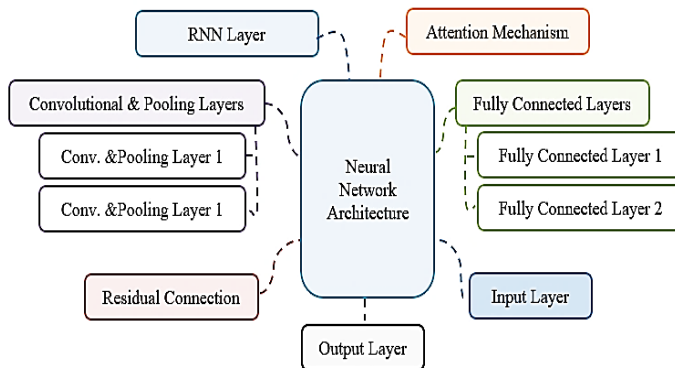 RNN Layer
Attention Mechanism
Convolutional & Pooling Layers
Conv. &Pooling Layer 1
Conv. &Pooling Layer 1
Neural
Network
Architecture
Fully Connected Layers
Fully Connected Layer 1
Fully Connected Layer 2
Residual Connection
Input Layer
Output Layer